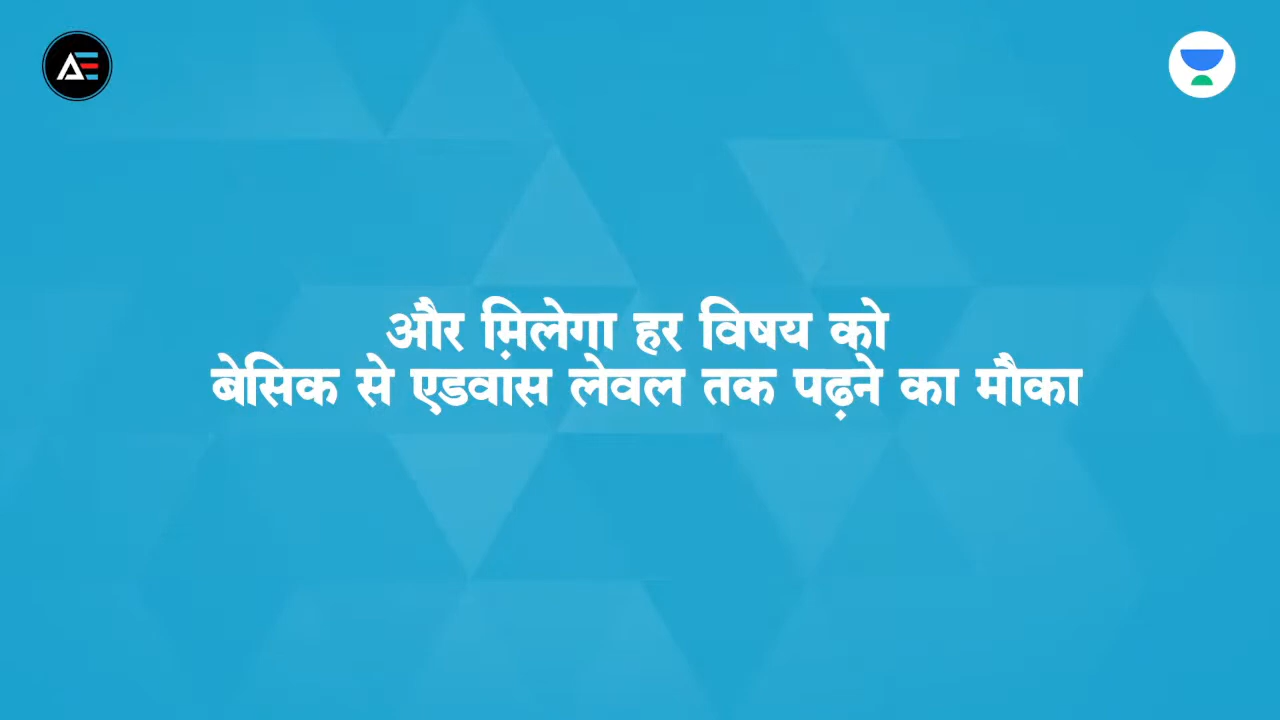 और मिलेगा हर विषय को
बेसिक से एडवांस लेवल तक पढ़ने का मौका